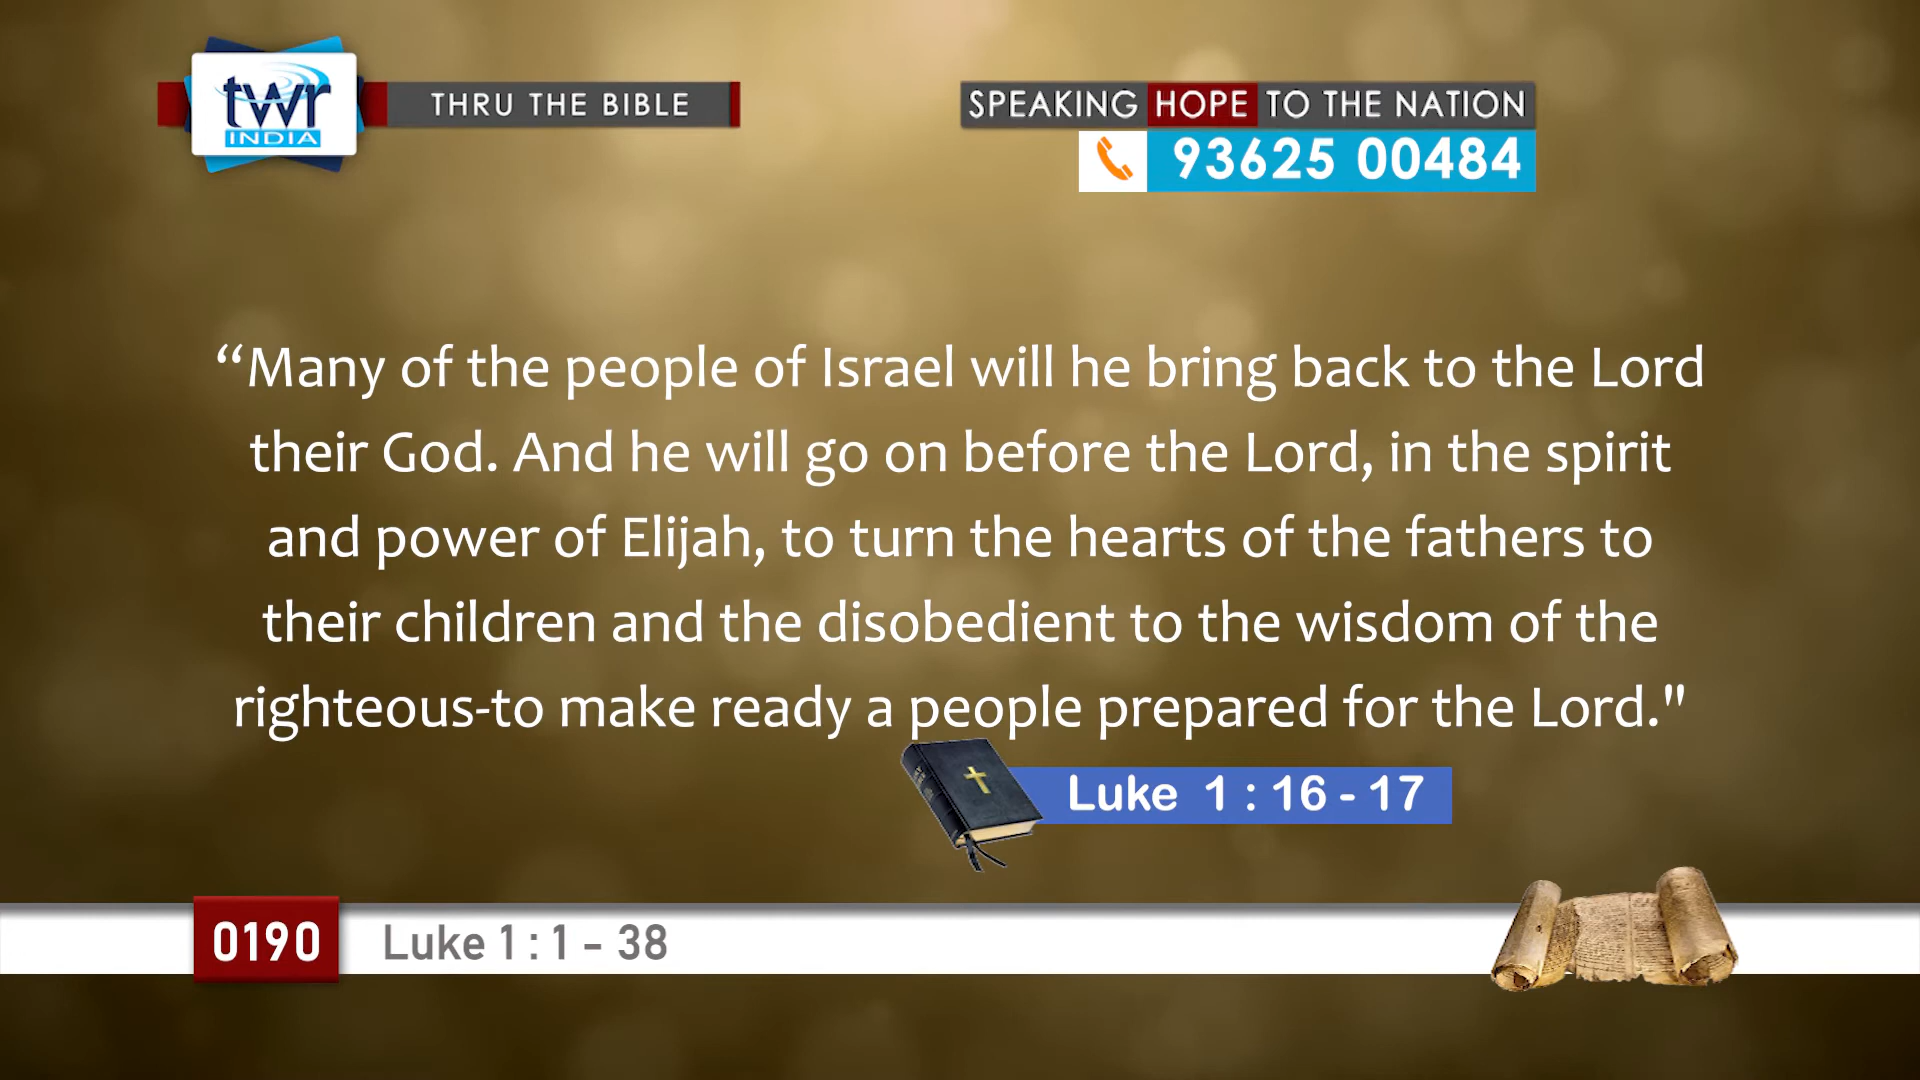 twr
INDIA
THRU THE BIBLE
SPEAKING HOPE TO THE NATION
93625 00484
“Many of the people of Israel will he bring back to the Lord
their God. And he will go on before the Lord, in the spirit
and power of Elijah, to turn the hearts of the fathers to
their children and the disobedient to the wisdom of the
righteous-to make ready a people prepared for the Lord."
Luke 1 : 16 - 17
0190
Luke 1 : 1 - 38